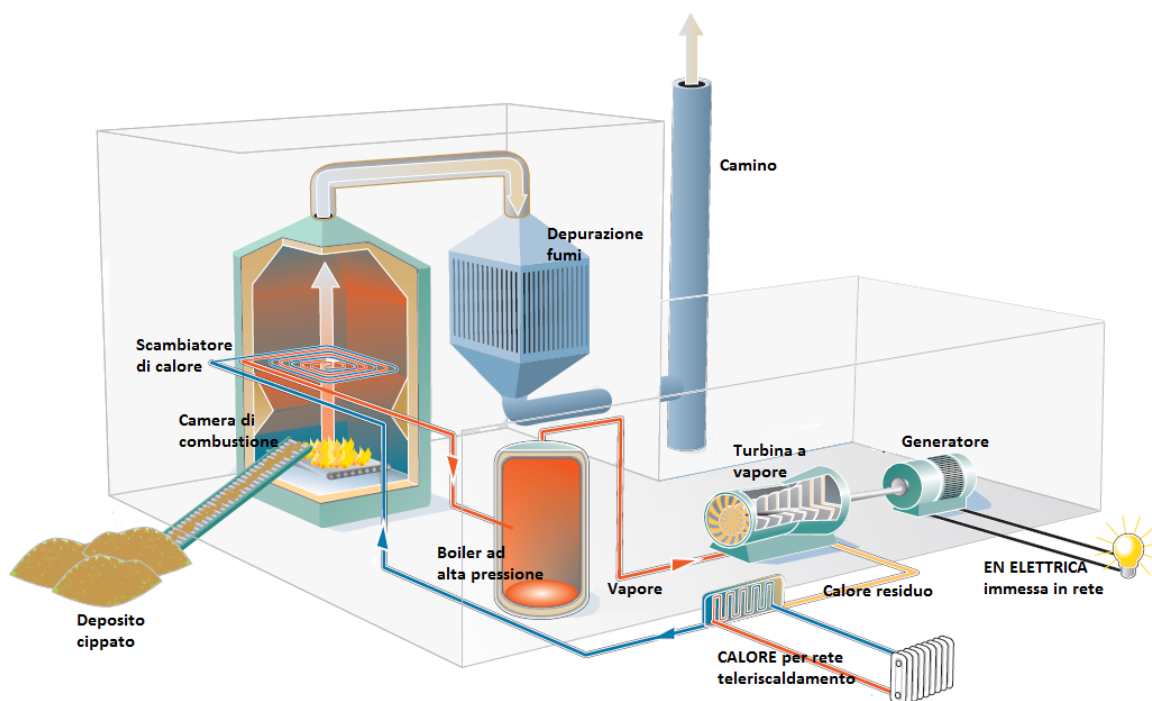 Camino
Depurazione
fumi
Scambiatore
di calore
Camera di
combustione
Turbina a
vapore
Generatore
Boiler ad
alta pressione
Vapore
Calore residuo
EN ELETTRICA
immessa in rete
Deposito
cippato
CALORE per rete
teleriscaldamento